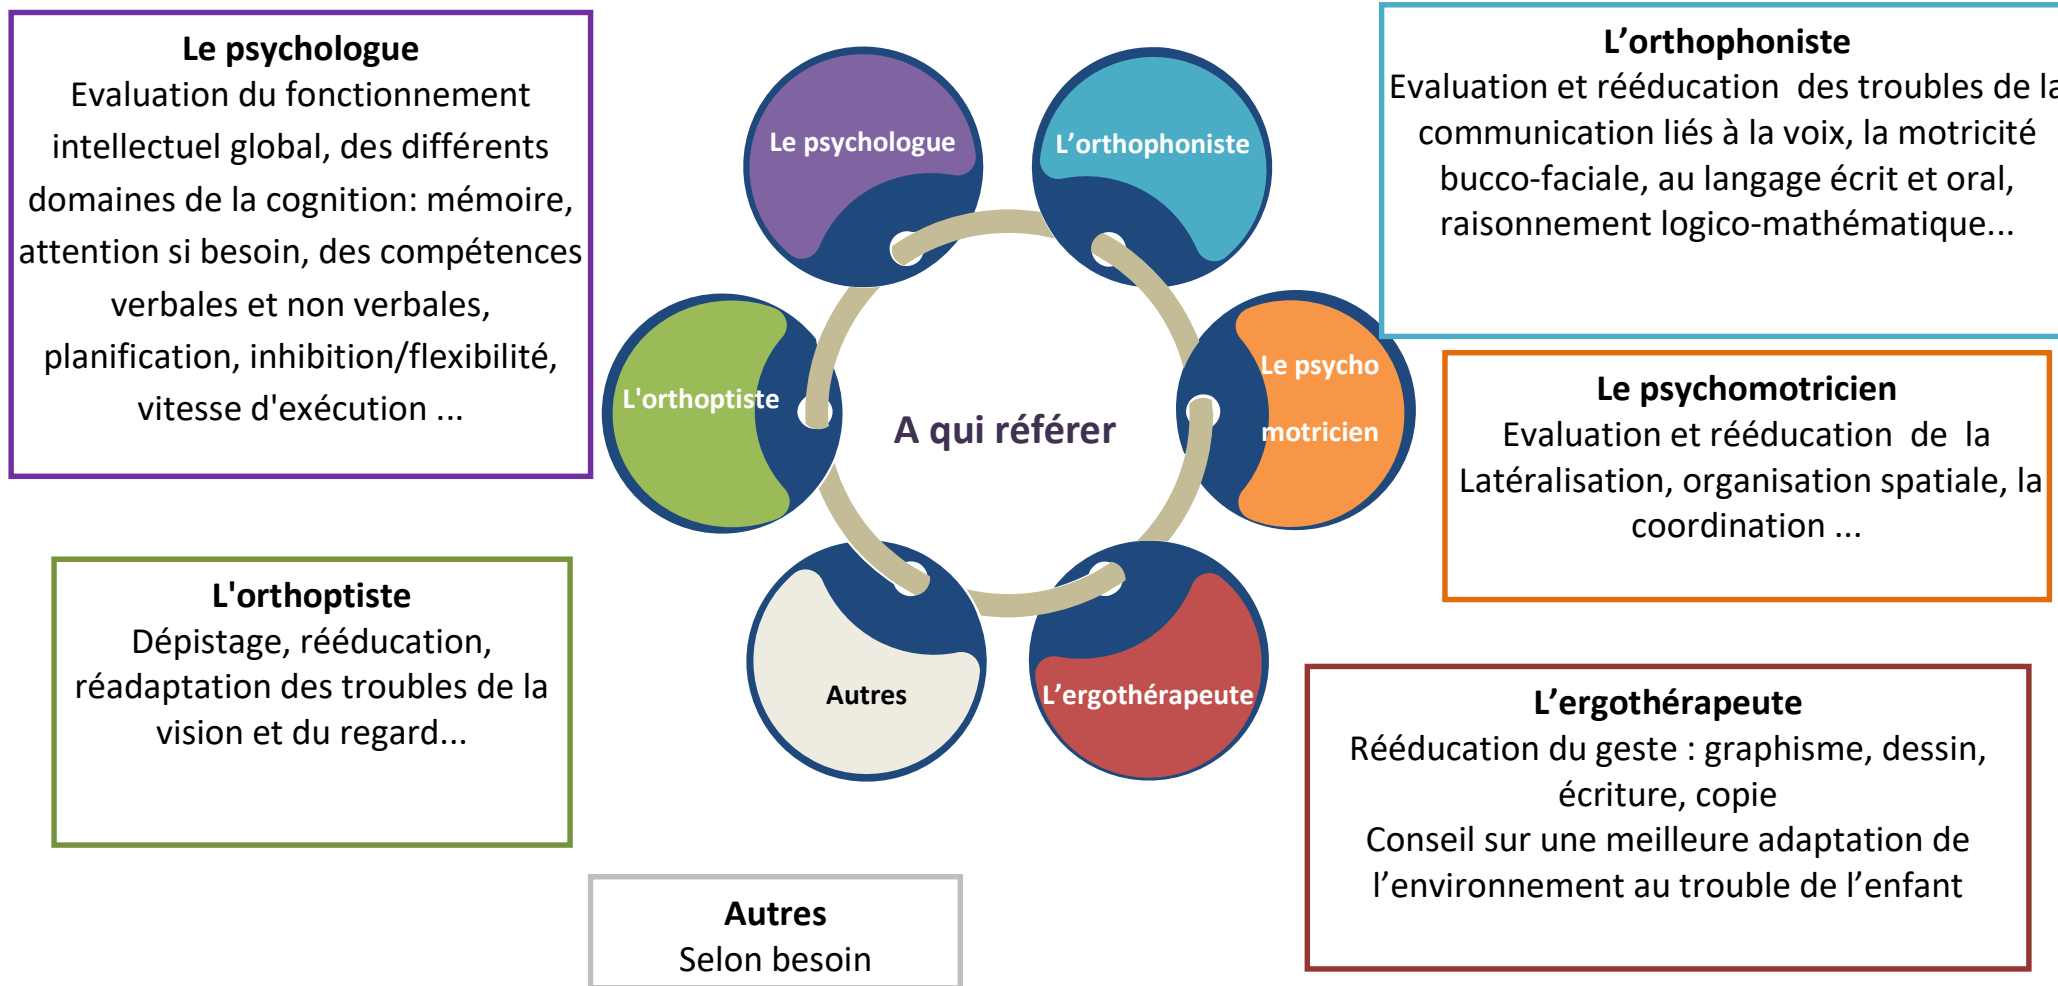 Le psychologue
Evaluation du fonctionnement
intellectuel global, des différents
domaines de la cognition: mémoire,
attention si besoin, des compétences
verbales et non verbales,
planification, inhibition/flexibilité,
vitesse d'exécution ...
L’orthophoniste
Evaluation et rééducation  des troubles de la
communication liés à la voix, la motricité
bucco-faciale, au langage écrit et oral,
raisonnement logico-mathématique...
Le psychologue
L’orthophoniste
L'orthoptiste
Le psycho
motricien
A qui référer
Autres
L’ergothérapeute
Le psychomotricien
Evaluation et rééducation  de  la
Latéralisation, organisation spatiale, la
coordination ...
L'orthoptiste
Dépistage, rééducation,
réadaptation des troubles de la
vision et du regard...
L’ergothérapeute
Rééducation du geste : graphisme, dessin,
écriture, copie
Conseil sur une meilleure adaptation de
l’environnement au trouble de l’enfant
Autres
Selon besoin